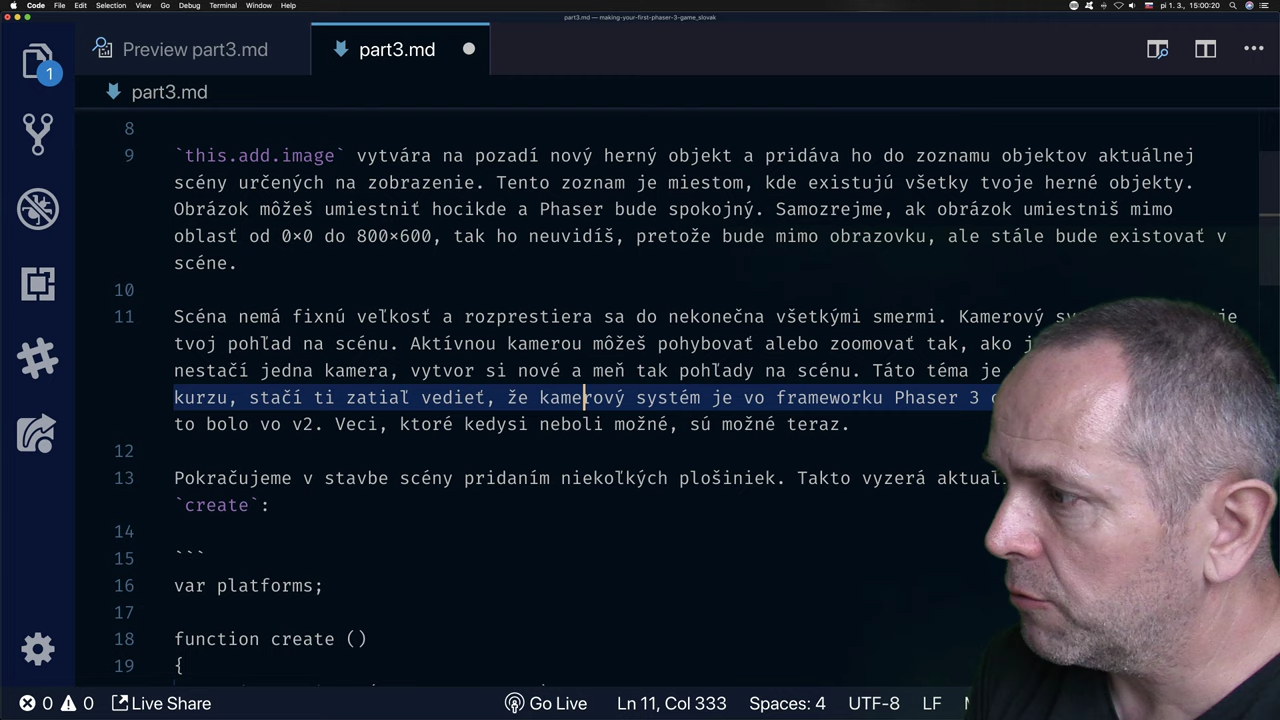 Code File Edit Selection View Go Debug Terminal Window Help pi 1. 3., 15:00:20
part3.md — making-your-first-phaser-3-game_slovak
Preview part3.md part3.md
1
part3.md
8
9 `this.add.image` vytvára na pozadí nový herný objekt a pridáva ho do zoznamu objektov aktuálnej
scény určených na zobrazenie. Tento zoznam je miestom, kde existujú všetky tvoje herné objekty.
Obrázok môžeš umiestniť hocikde a Phaser bude spokojný. Samozrejme, ak obrázok umiestniš mimo
oblasť od 0×0 do 800×600, tak ho neuvidíš, pretože bude mimo obrazovku, ale stále bude existovať v
scéne.
10
11 Scéna nemá fixnú veľkosť a rozprestiera sa do nekonečna všetkými smermi. Kamerový je
tvoj pohľad na scénu. Aktívnou kamerou môžeš pohybovať alebo zoomovať tak, ako
nestačí jedna kamera, vytvor si nové a meň tak pohľady na scénu. Táto téma je
kurzu, stačí ti zatiaľ vedieť, že kamerový systém je vo frameworku Phaser 3
to bolo vo v2. Veci, ktoré kedysi neboli možné, sú možné teraz.
12
13 Pokračujeme v stavbe scény pridaním niekoľkých plošiniek. Takto vyzerá
`create`:
14
15 ```
16 var platforms;
17
18 function create ()
19 {
0 0 Live Share Go Live Ln 11, Col 333 Spaces: 4 UTF-8 LF